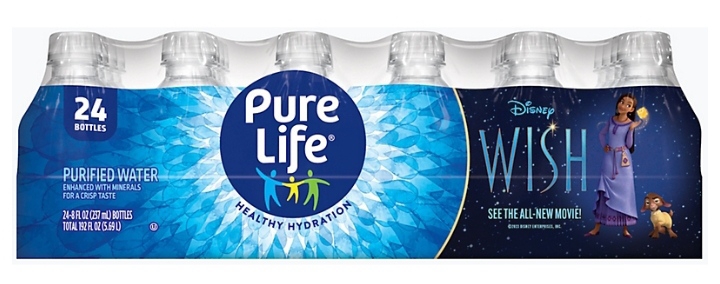 24
BOTTLES
PURIFIED WATER
ENHANCED WITH MINERALS
FOR A CRISP TASTE
24-8 FL OZ (237 mL) BOTTLES
TOTAL 192 FL OZ (5.69 L)
Pure
Life®
HEALTHY HYDRATION
Disney
WISH
SEE THE ALL-NEW MOVIE!
©2023 DISNEY ENTERPRISES, INC.